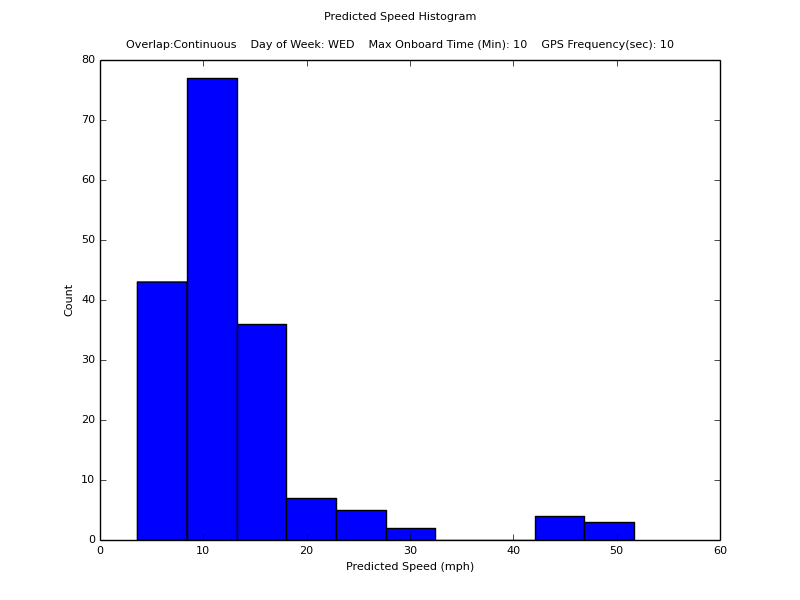 Predicted Speed Histogram
Overlap:Continuous    Day of Week: WED    Max Onboard Time (Min): 10    GPS Frequency(sec): 10
80
70
60
50
40
30
20
10
0
Count
0 10 20 30 40 50 60
Predicted Speed (mph)